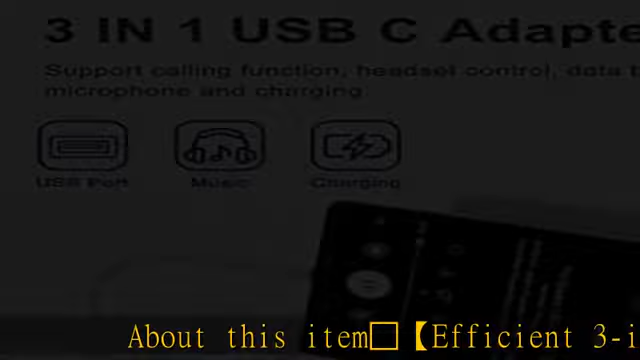 3 IN 1 USB C Adapte
Support calling function, headset control, data t
microphone and charging
USB Port
Music
Charging
About this item□【Efficient 3-i